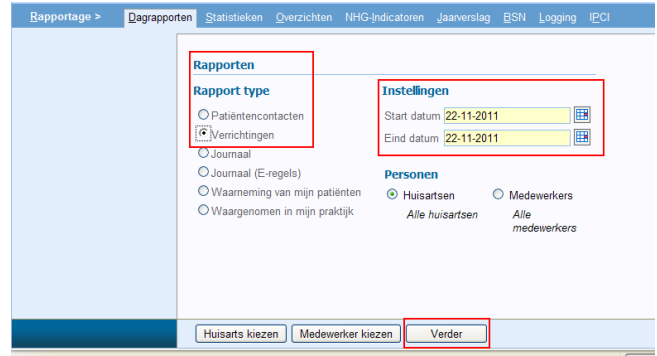 Rapportage > Dagrapporten Statistieken Overzichten NHG-Indicatoren Jaarverslag BSN Logging IPCI
Rapporten
Rapport type
Patiëntencontacten
Verrichtingen
Journaal
Journaal (E-regels)
Waarneming van mijn patiënten
Waargenomen in mijn praktijk
Instellingen
Start datum 22-11-2011
Eind datum 22-11-2011
Personen
Huisartsen Medewerkers
Alle huisartsen Alle
medewerkers
Huisarts kiezen Medewerker kiezen Verder